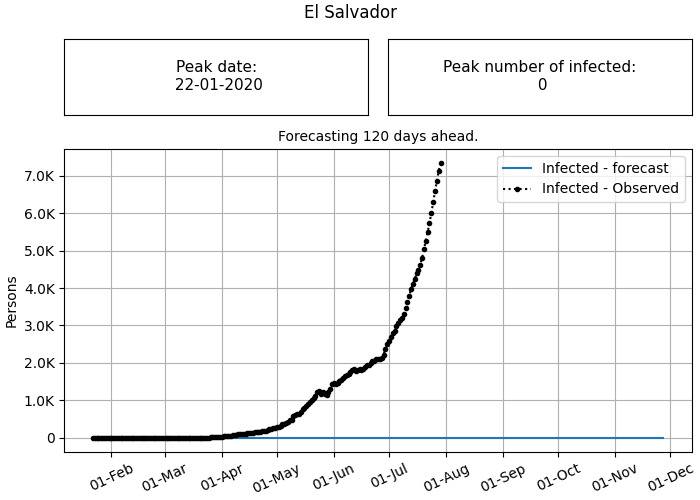 El Salvador
Peak date:
22-01-2020
Peak number of infected:
0
Forecasting 120 days ahead.
Infected - forecast
Infected - Observed
Persons
7.0K
6.0K
5.0K
4.0K
3.0K
2.0K
1.0K
0
01-Feb
01-Mar
01-Apr
01-May
01-Jun
01-Jul
01-Aug
01-Sep
01-Oct
01-Nov
01-Dec